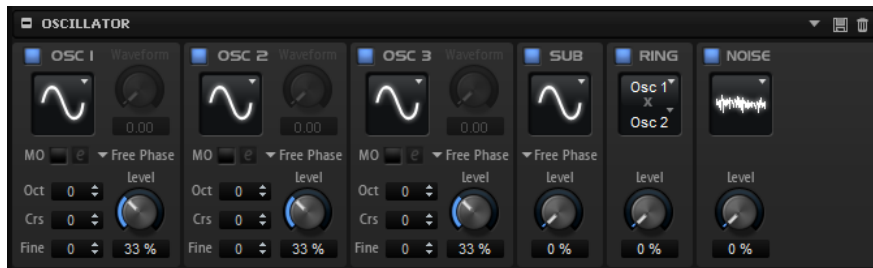 OSCILLATOR
OSC 1 Waveform OSC 2 Waveform OSC 3 Waveform SUB RING NOISE
Osc 1
X
0.00 0.00 0.00 Osc 2
MO e Free Phase MO e Free Phase MO e Free Phase Free Phase
Level Level Level Level Level Level
Oct 0 Oct 0 Oct 0
Crs 0 Crs 0 Crs 0
Fine 0 33 % Fine 0 33 % Fine 0 33 % 0 % 0 % 0 %